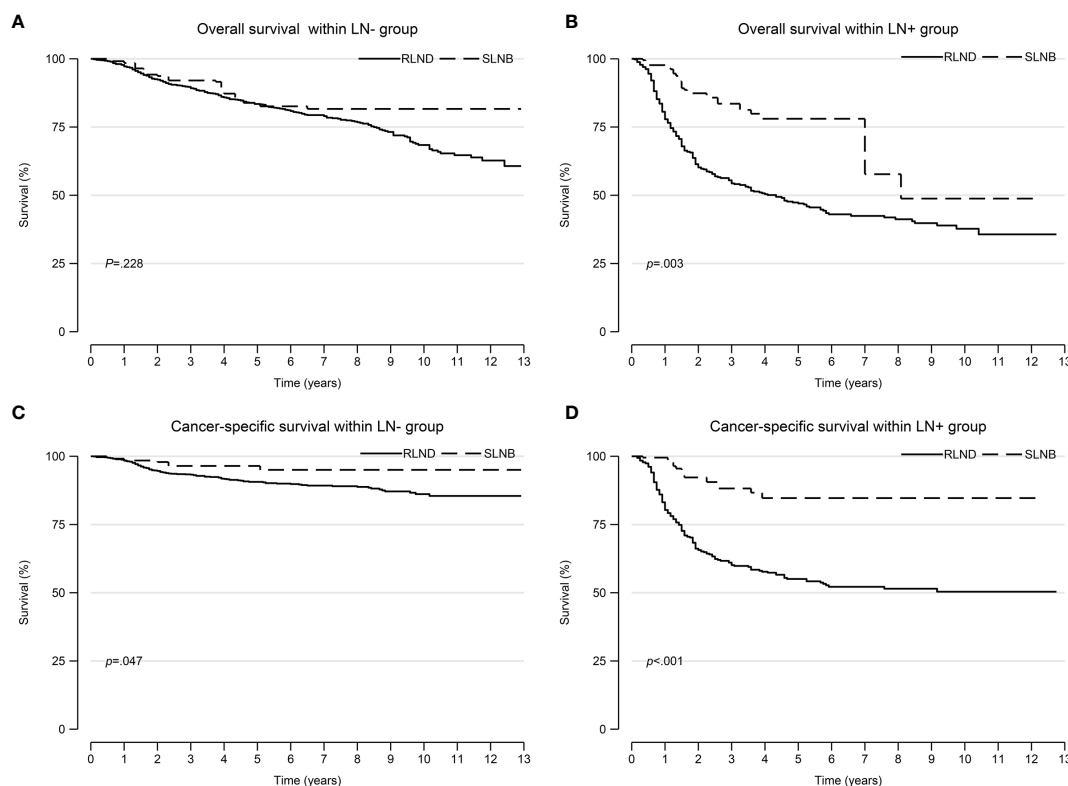 A
Overall survival within LN- group
RLND SLNB
100
75
50
25
0
Survival (%)
P=.228
0 1 2 3 4 5 6 7 8 9 10 11 12 13
Time (years)
B
Overall survival within LN+ group
RLND SLNB
100
75
50
25
0
Survival (%)
p=.003
0 1 2 3 4 5 6 7 8 9 10 11 12 13
Time (years)
C
Cancer-specific survival within LN- group
RLND SLNB
100
75
50
25
0
Survival (%)
p=.047
0 1 2 3 4 5 6 7 8 9 10 11 12 13
Time (years)
D
Cancer-specific survival within LN+ group
RLND SLNB
100
75
50
25
0
Survival (%)
p<.001
0 1 2 3 4 5 6 7 8 9 10 11 12 13
Time (years)